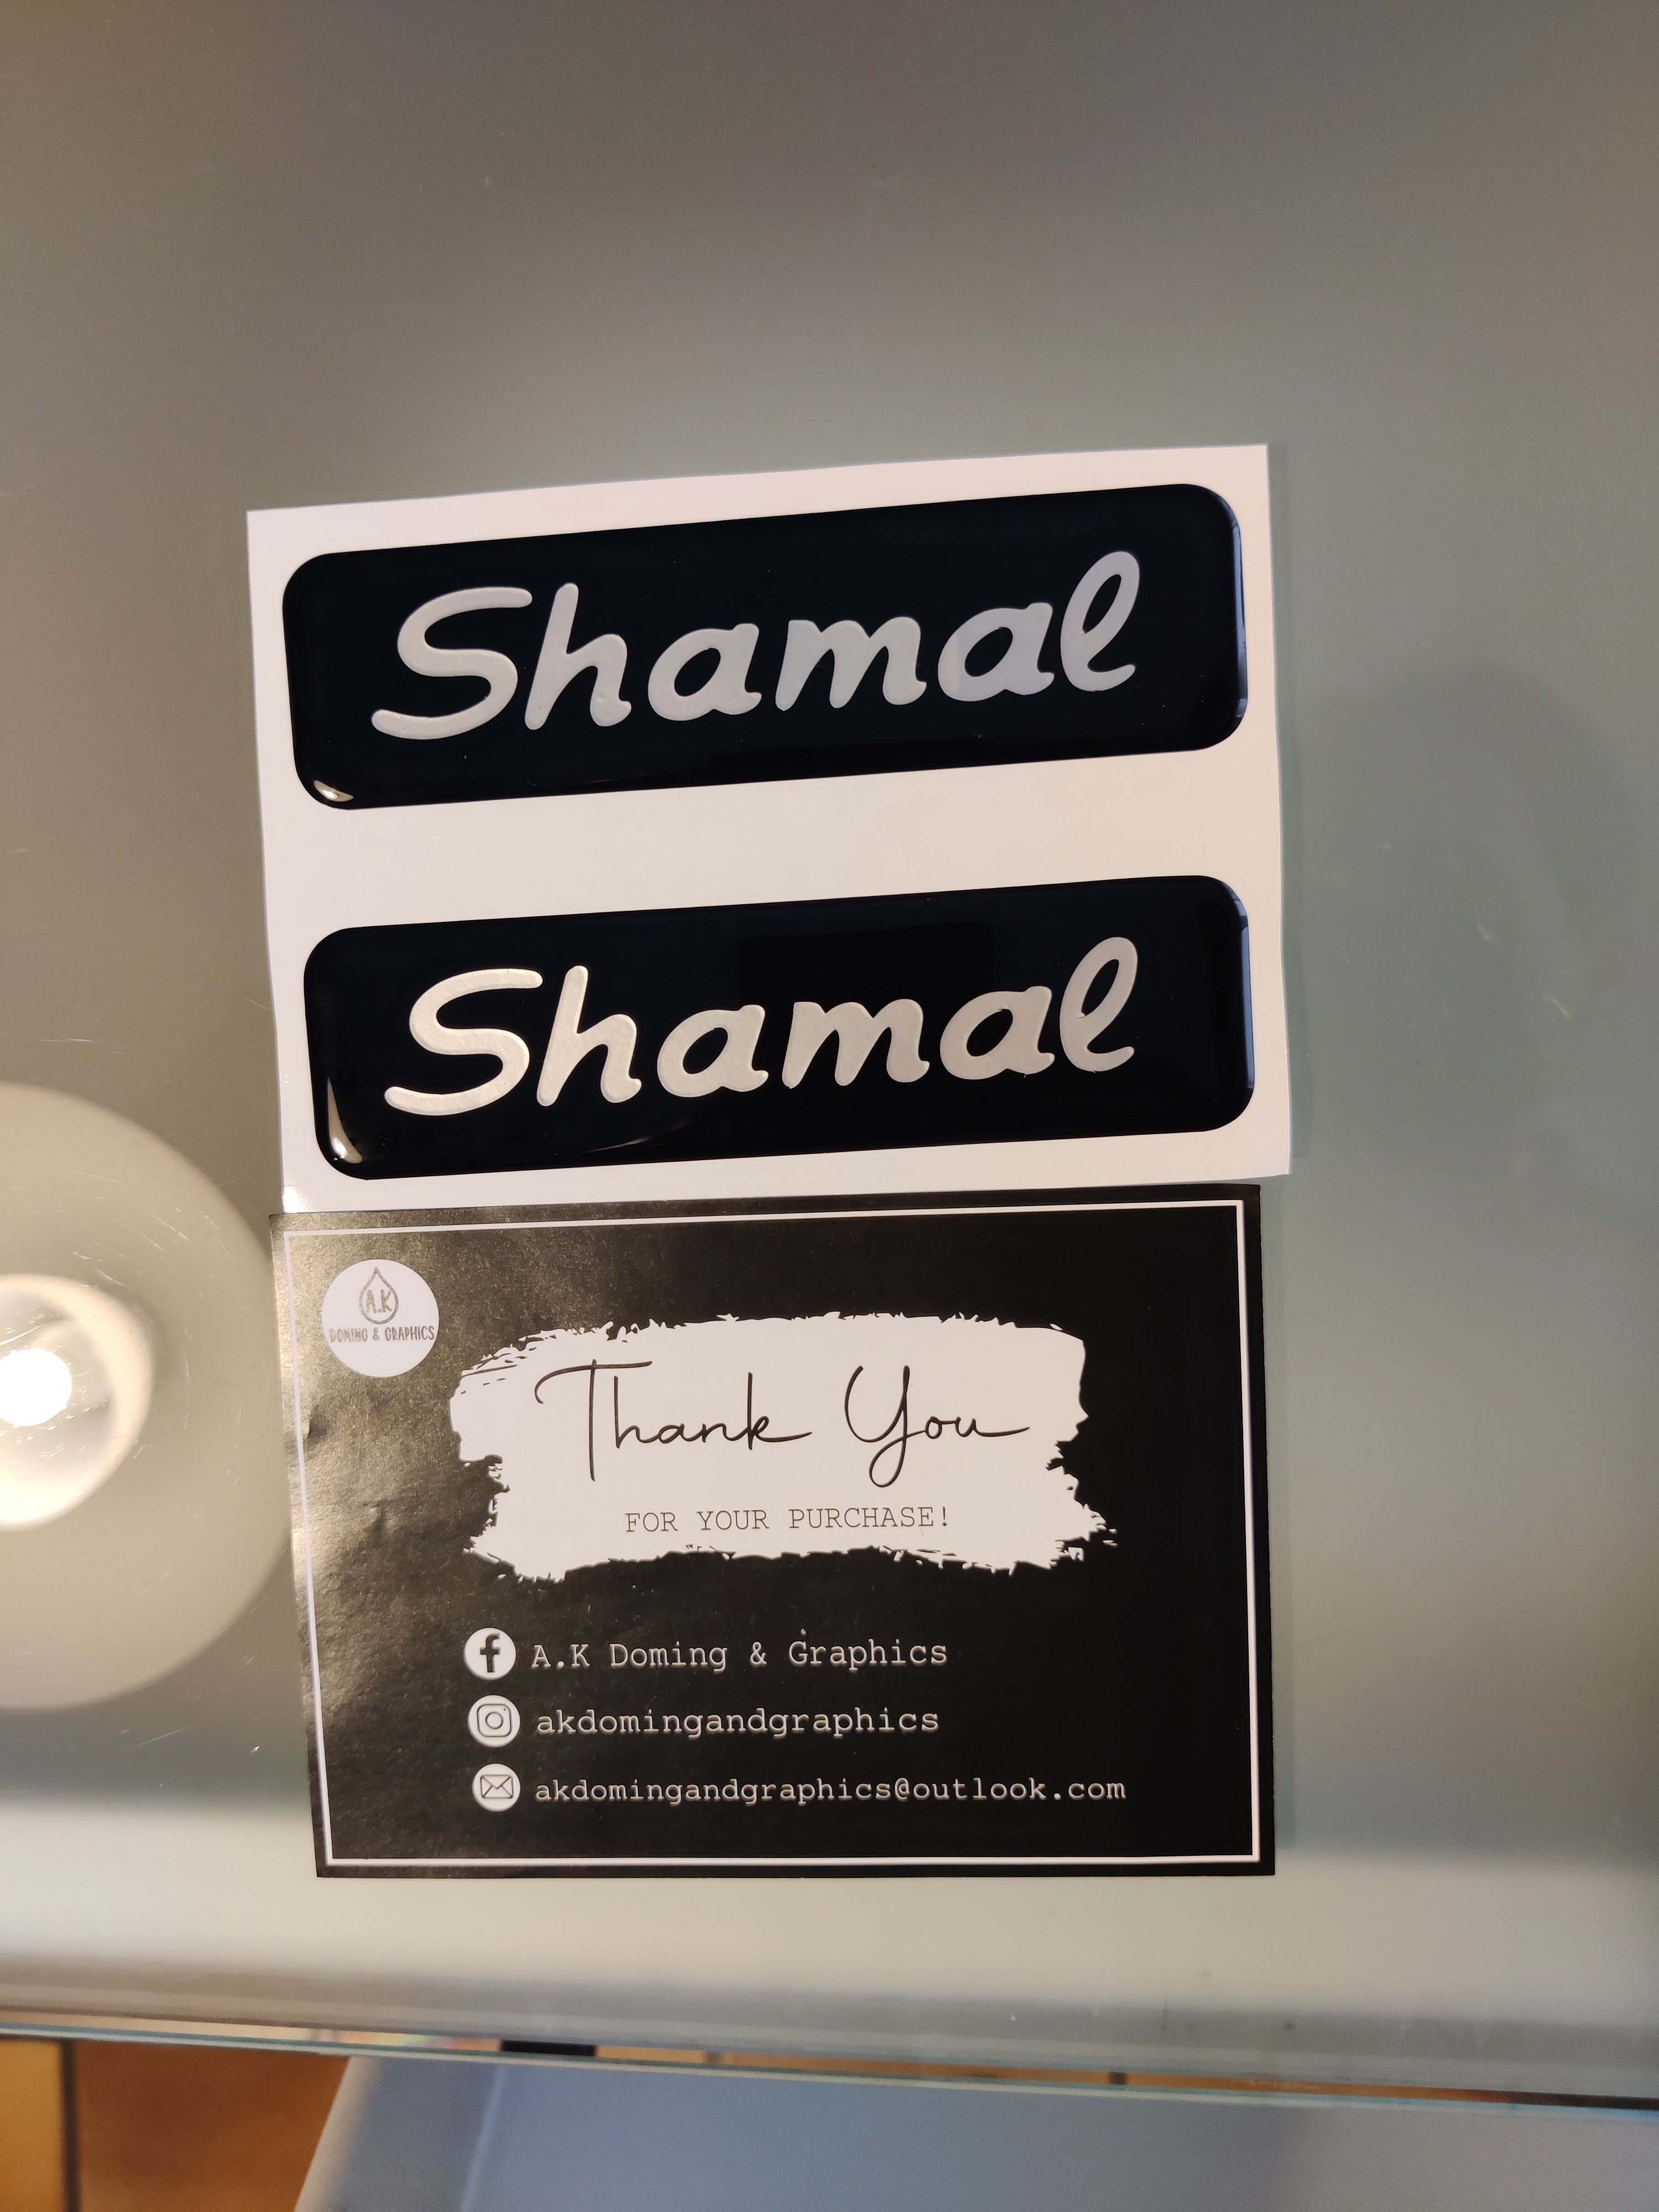 Shamal
Shamal
A.K
DOMING & GRAPHICS
Thank You
FOR YOUR PURCHASE!
A.K Doming & Graphics
akdomingandgraphics
akdomingandgraphics@outlook.com